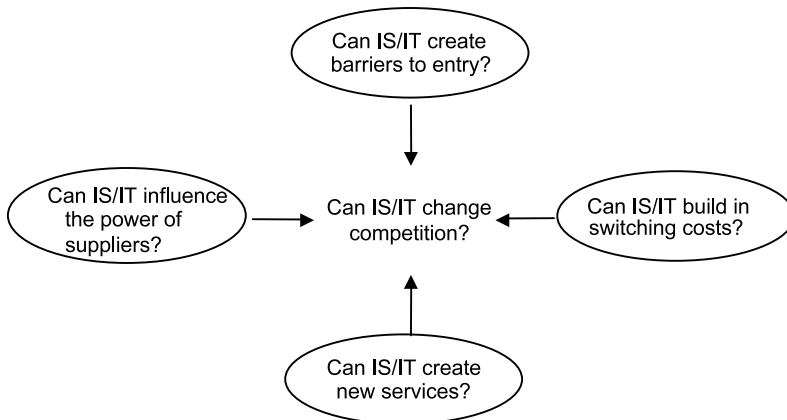 Can IS/IT create
barriers to entry?
Can IS/IT influence
the power of
suppliers?
Can IS/IT change
competition?
Can IS/IT build in
switching costs?
Can IS/IT create
new services?